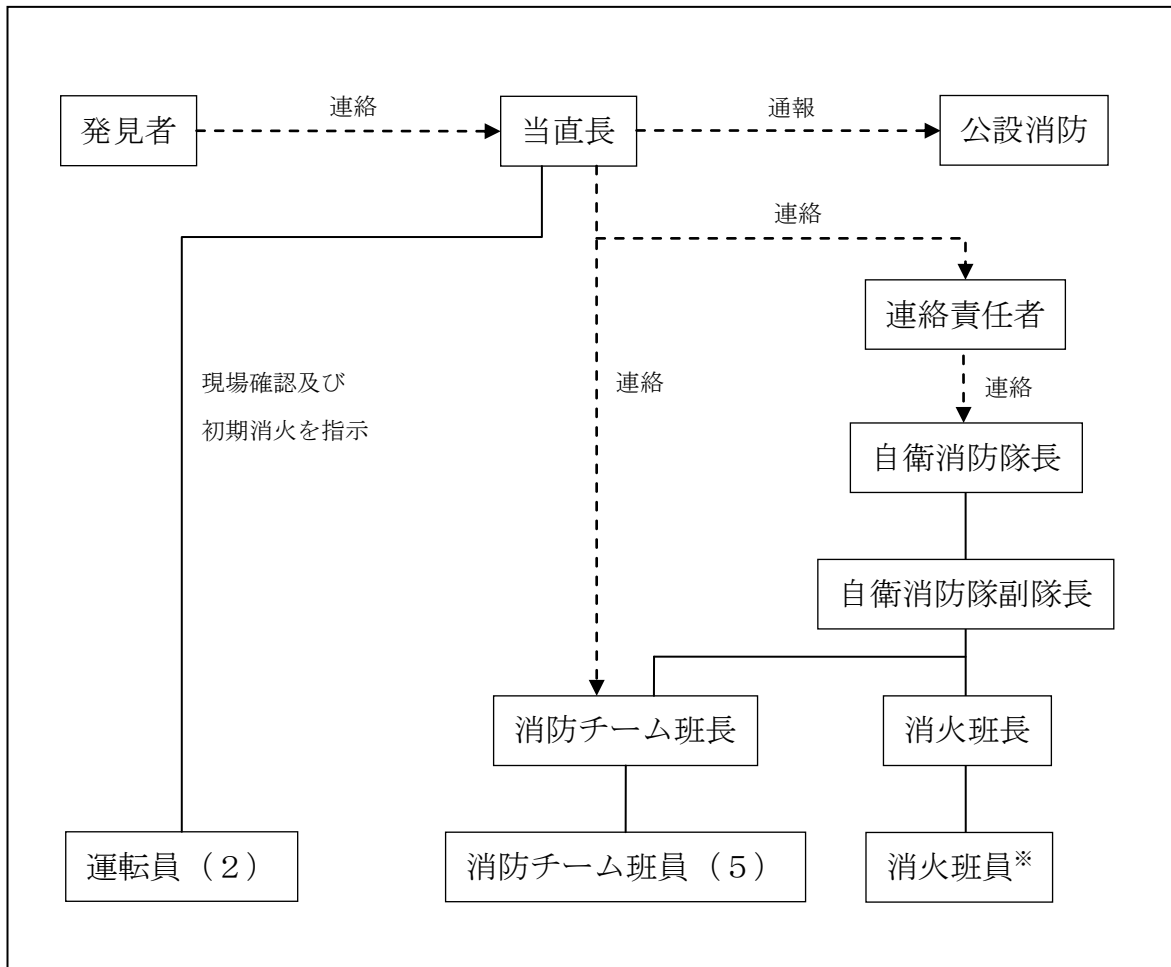 連絡
通報
発見者
当直長
公設消防
連絡
連絡責任者
現場確認及び
初期消火を指示
連絡
連絡
自衛消防隊長
自衛消防隊副隊長
消防チーム班長
消火班長
運転員（２）
消防チーム班員（５）
消火班員※